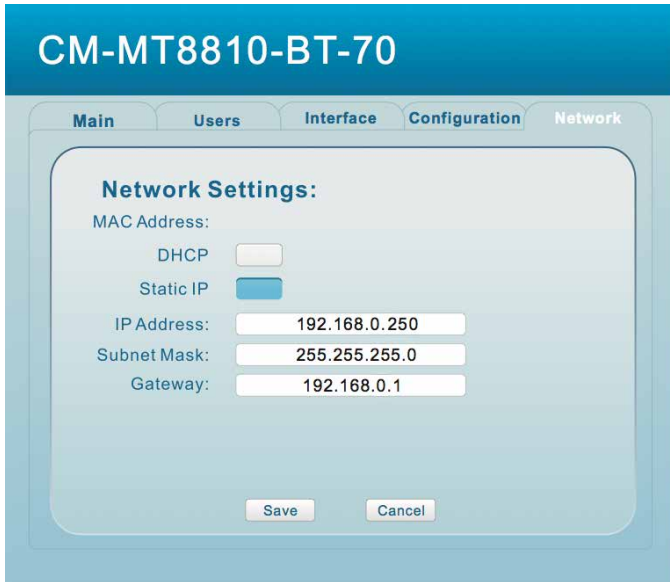 CM-MT8810-BT-70
Main Users Interface Configuration Network
Network Settings:
MAC Address:
DHCP
Static IP
IP Address: 192.168.0.250
Subnet Mask: 255.255.255.0
Gateway: 192.168.0.1
Save Cancel